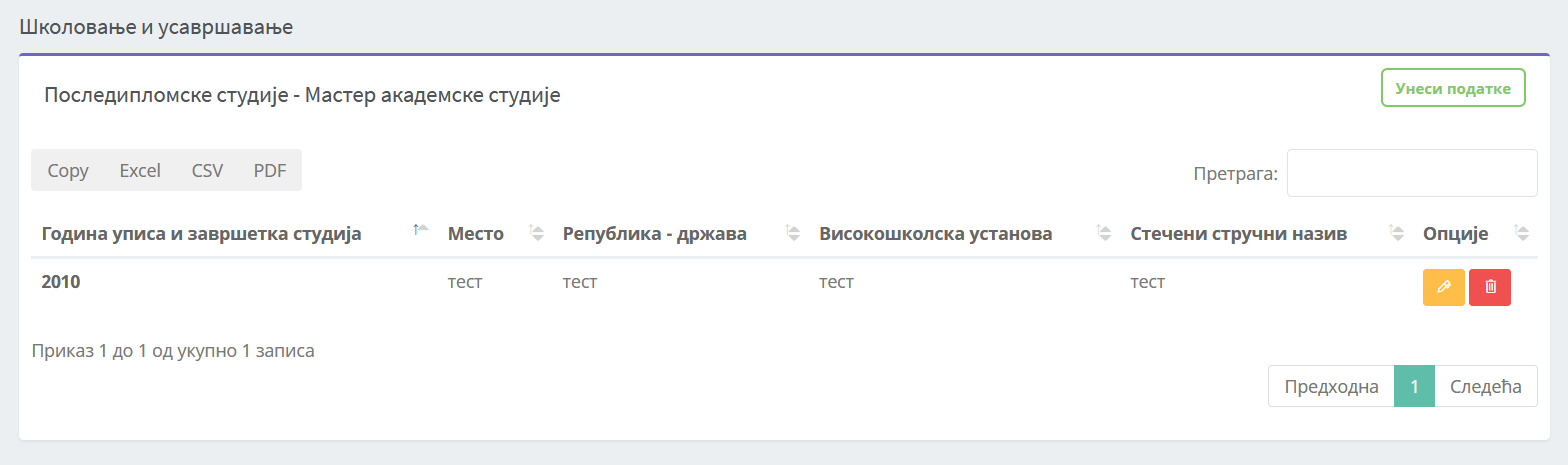 Школовање и усавршавање
Последипломске студије - Мастер академске студије
Унеси податке
Copy Excel CSV PDF
Претрага:
Година уписа и завршетка студија Место Република - држава Високошколска установа Стечени стручни назив Опције
2010 тест тест тест тест
Приказ 1 до 1 од укупно 1 записа
Предходна 1 Следећа